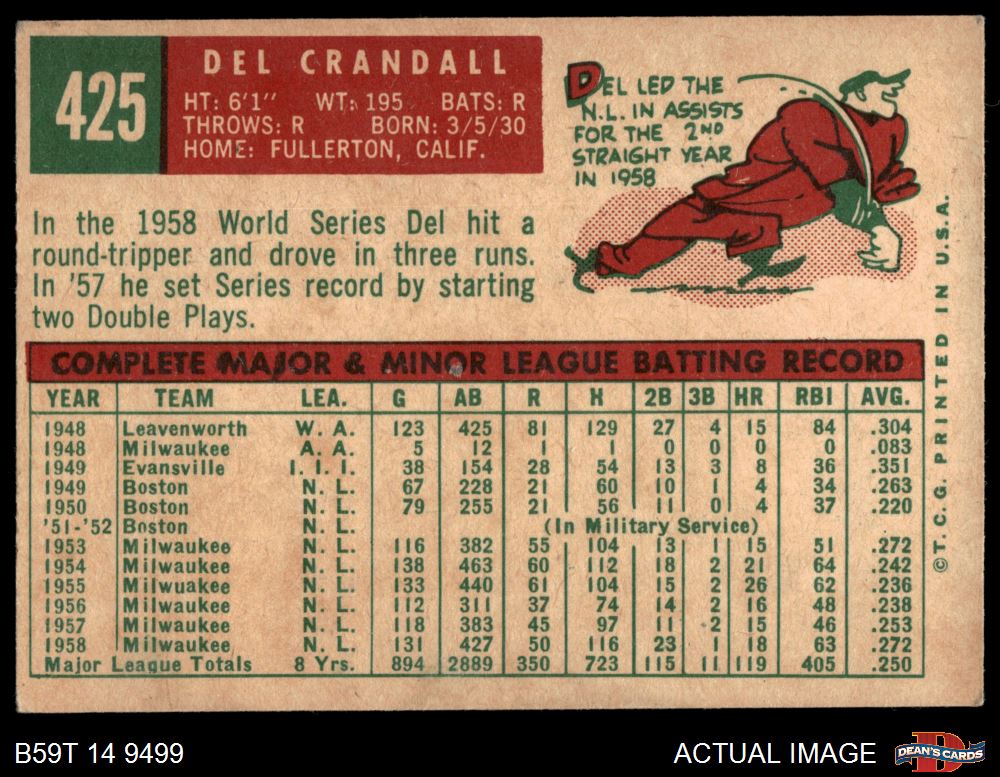 425
DEL CRANDALL
HT: 6'1" WT: 195 BATS: R
THROWS: R BORN: 3/5/30
HOME: FULLERTON, CALIF.
DEL LED THE
N.L. IN ASSISTS
FOR THE 2ND
STRAIGHT YEAR
IN 1958
In the 1958 World Series Del hit a
round-tripper and drove in three runs.
In '57 he set Series record by starting
two Double Plays.
COMPLETE MAJOR & MINOR LEAGUE BATTING RECORD
YEAR TEAM LEA. G AB R H 2B 3B HR RBI AVG.
1948 Leavenworth W. A. 123 425 81 129 27 4 15 84 .304
1948 Milwaukee A. A. 5 12 1 1 0 0 0 0 .083
1949 Evansville I. I. I. 38 154 28 54 13 3 8 36 .351
1949 Boston N. L. 67 228 21 60 10 1 4 34 .263
1950 Boston N. L. 79 255 21 56 11 0 4 37 .220
'51-'52 Boston N. L. (In Military Service)
1953 Milwaukee N. L. 116 382 55 104 13 1 15 51 .272
1954 Milwaukee N. L. 138 463 60 112 18 2 21 64 .242
1955 Milwuakee N. L. 133 440 61 104 15 2 26 62 .236
1956 Milwaukee N. L. 112 311 37 74 14 2 16 48 .238
1957 Milwaukee N. L. 118 383 45 97 11 2 15 46 .253
1958 Milwaukee N. L. 131 427 50 116 23 1 18 63 .272
Major League Totals 8 Yrs. 894 2889 350 723 115 11 119 405 .250
© T. C. G. PRINTED IN U.S.A.
B59T 14 9499
ACTUAL IMAGE
D
DEAN'S CARDS